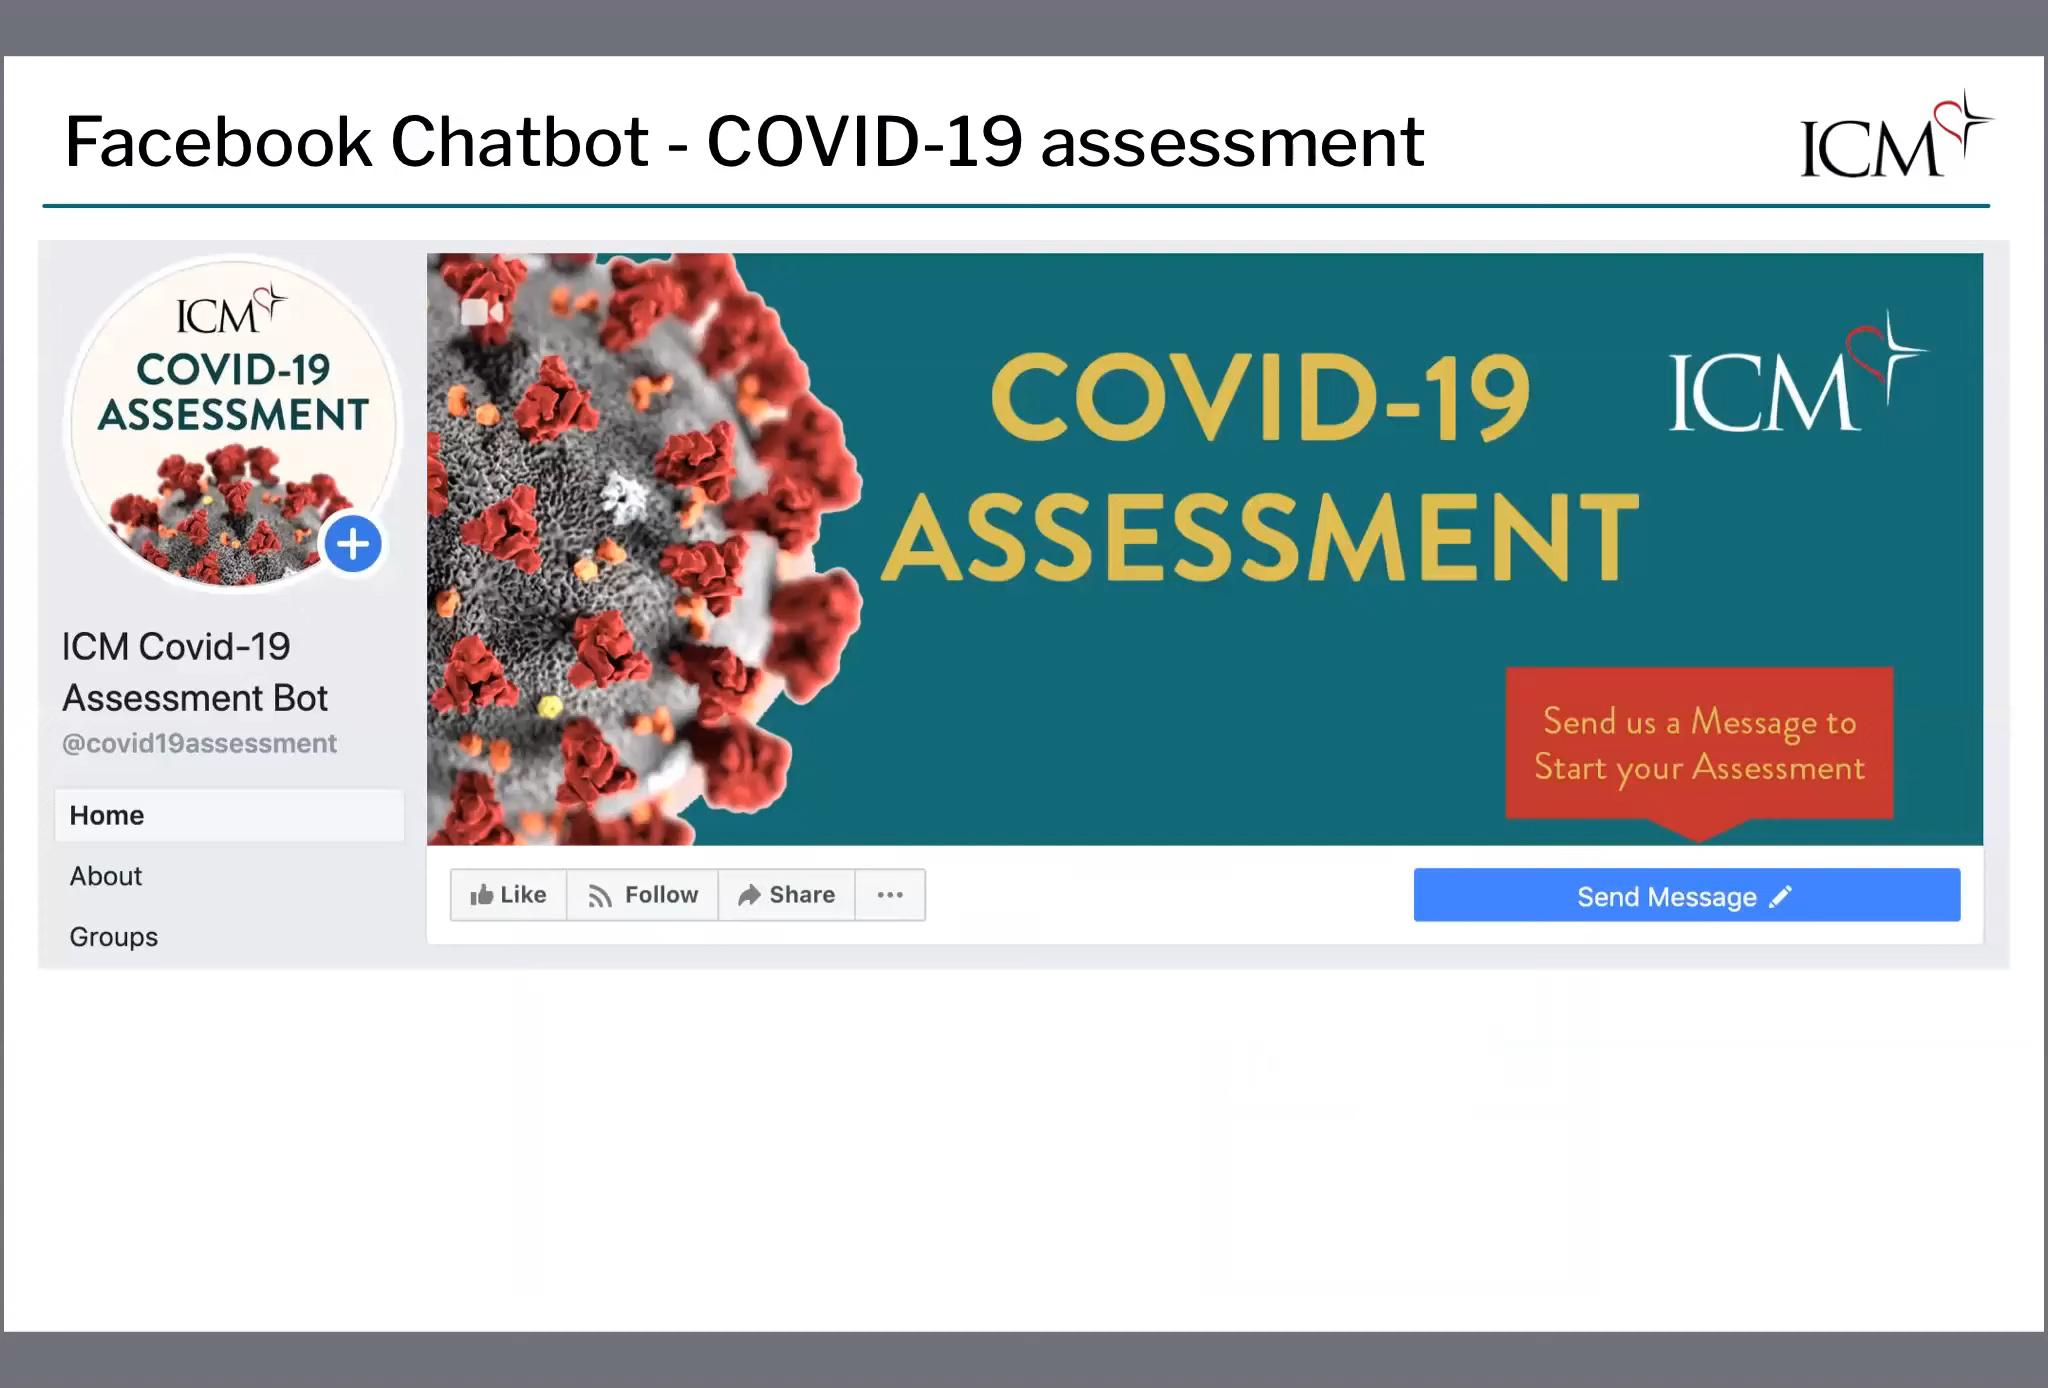 Facebook Chatbot - COVID-19 assessment
ICM
ICM
COVID-19
ASSESSMENT
ICM Covid-19
Assessment Bot
@covid19assessment
Home
About
Groups
COVID-19
ASSESSMENT
ICM
Send us a Message to
Start your Assessment
Like
Follow
Share
Send Message